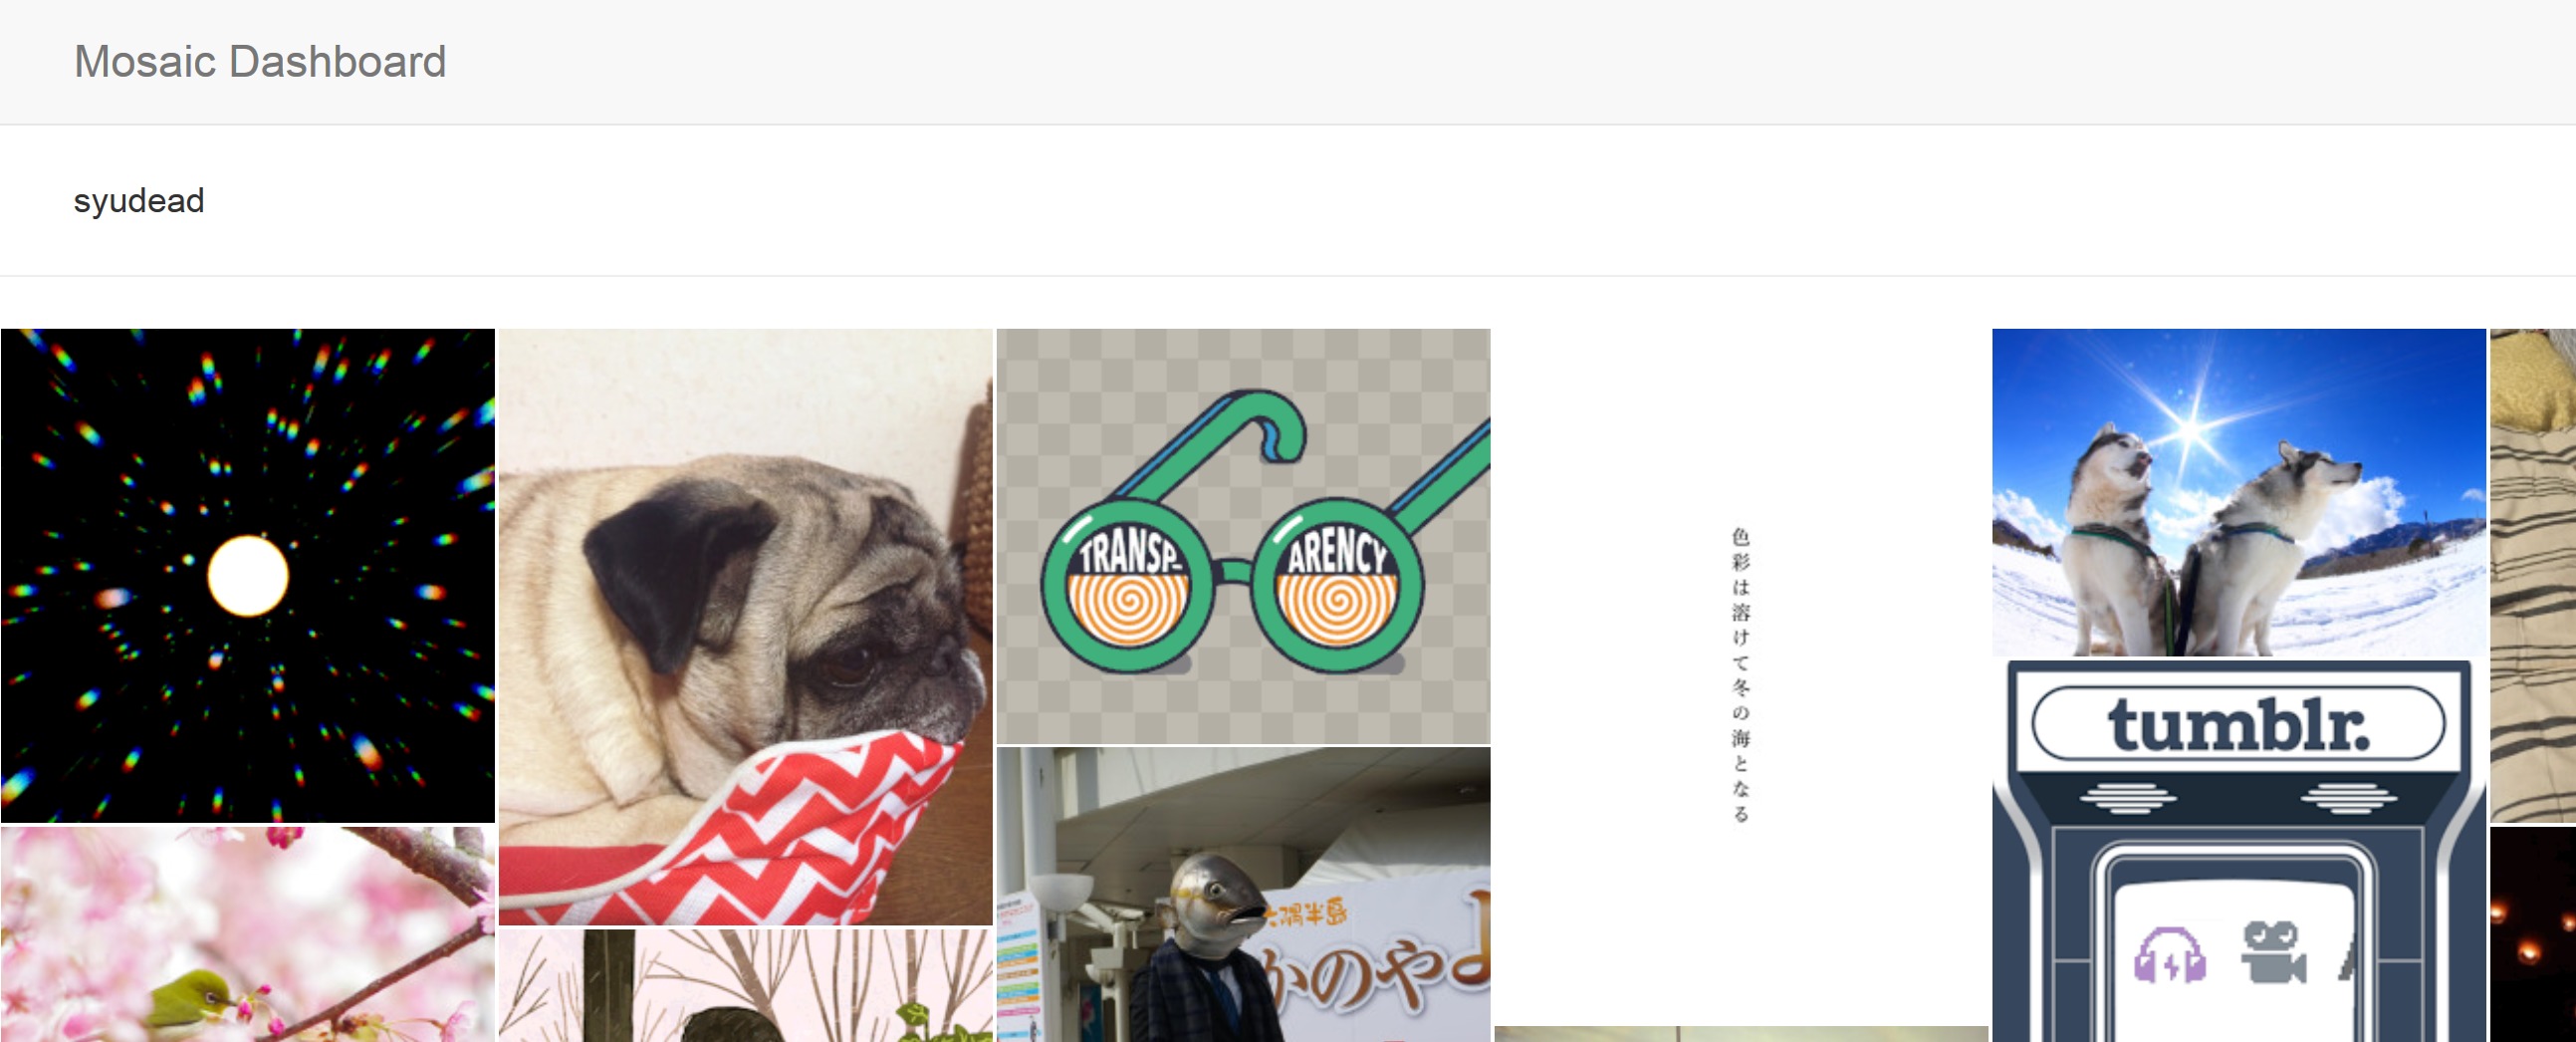 Mosaic Dashboard
syudead
TRANSP-
ARENCY
色彩は溶けて冬の海となる
tumblr.
大隅半島
かのやよ